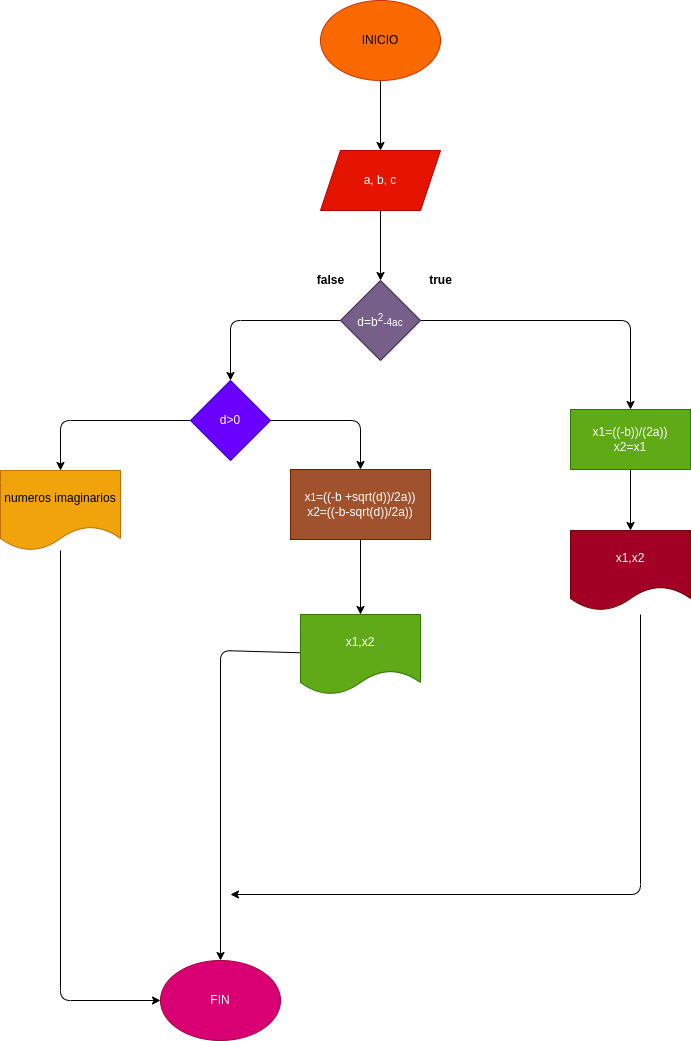 INICIO
a, b, c
false
true
d=b²-4ac
d>0
x1=((-b))/(2a))
x2=x1
numeros imaginarios
x1=((-b +sqrt(d))/2a))
x2=((-b-sqrt(d))/2a))
x1,x2
x1,x2
FIN